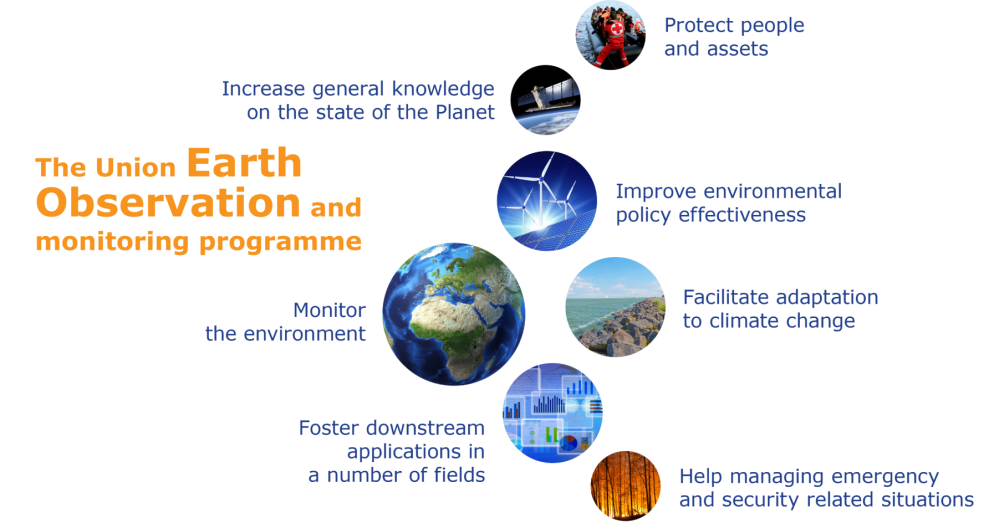 Protect people
and assets
Increase general knowledge
on the state of the Planet
The Union Earth
Observation and
monitoring programme
Improve environmental
policy effectiveness
Monitor
the environment
Facilitate adaptation
to climate change
Foster downstream
applications in
a number of fields
Help managing emergency
and security related situations